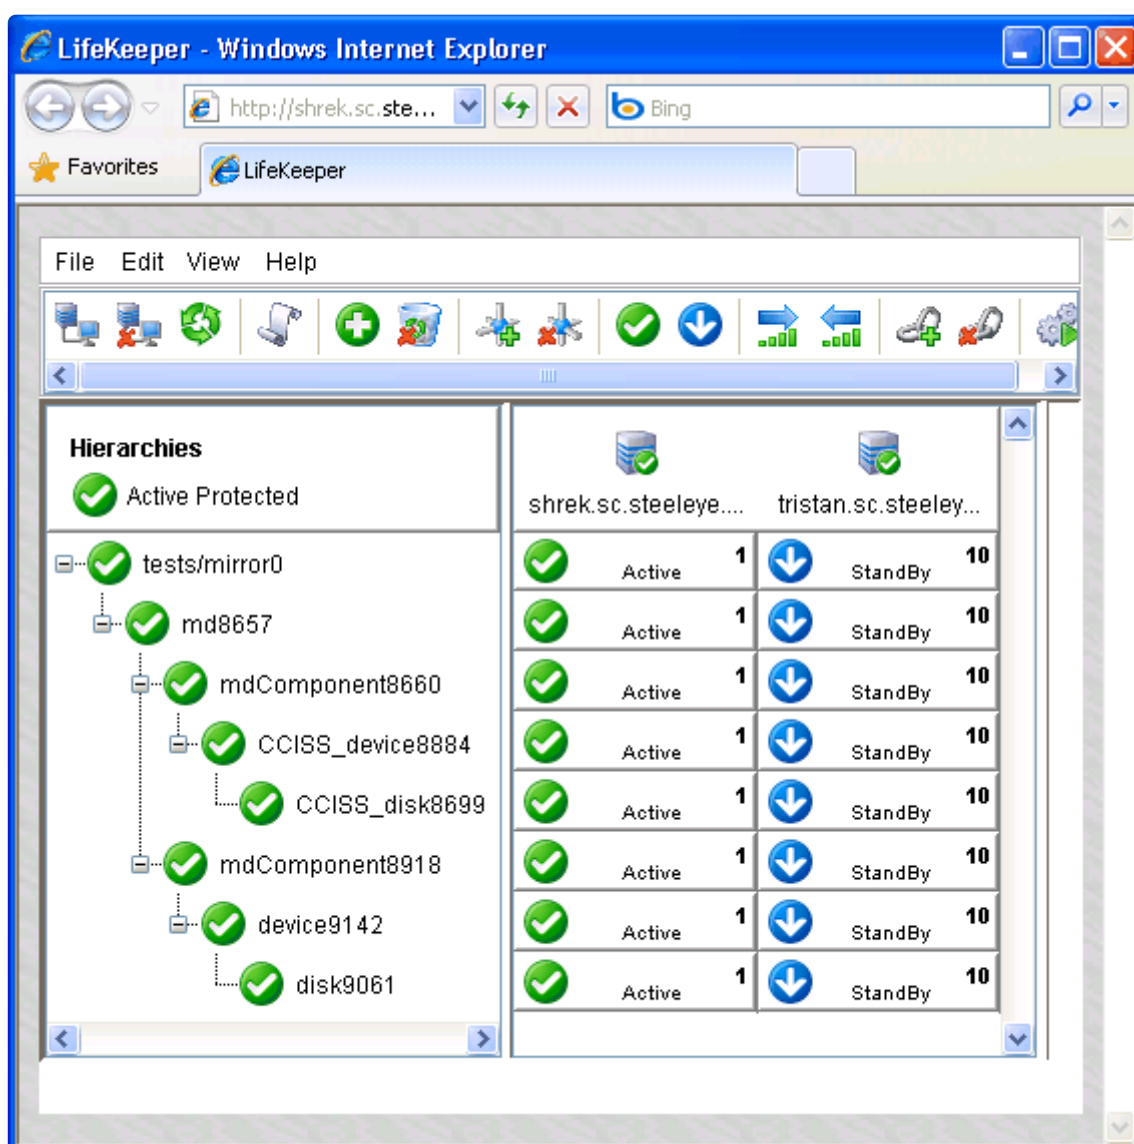 LifeKeeper - Windows Internet Explorer
http://shrek.sc.stee...
Bing
Favorites
LifeKeeper
File Edit View Help
Hierarchies
Active Protected
shrek.sc.steeleye.... tristan.sc.steeley...
tests/mirror0 Active 1 StandBy 10
md8657 Active 1 StandBy 10
mdComponent8660 Active 1 StandBy 10
CCISS_device8884 Active 1 StandBy 10
CCISS_disk8699 Active 1 StandBy 10
mdComponent8918 Active 1 StandBy 10
device9142 Active 1 StandBy 10
disk9061 Active 1 StandBy 10